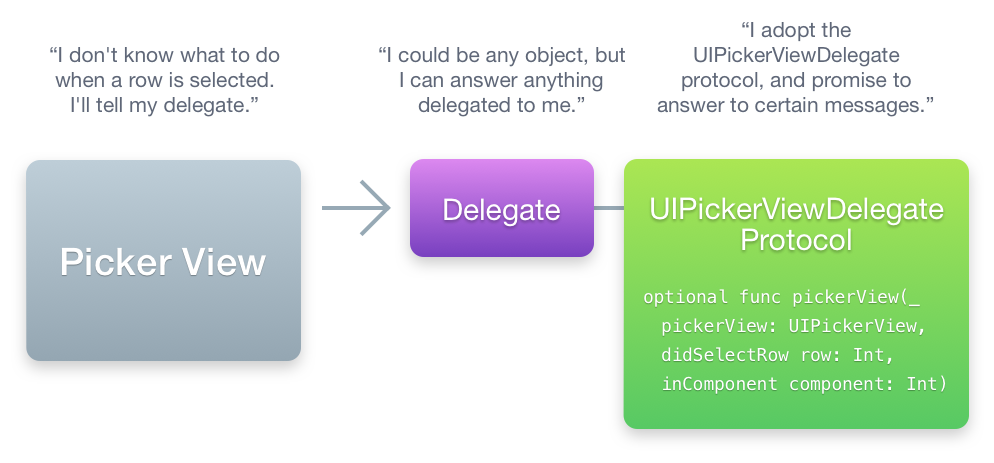 “I don't know what to do
when a row is selected.
I'll tell my delegate.”
“I could be any object, but
I can answer anything
delegated to me.”
“I adopt the
UIPickerViewDelegate
protocol, and promise to
answer to certain messages.”
Picker View
Delegate
UIPickerViewDelegate
Protocol
optional func pickerView(_
pickerView: UIPickerView,
didSelectRow row: Int,
inComponent component: Int)